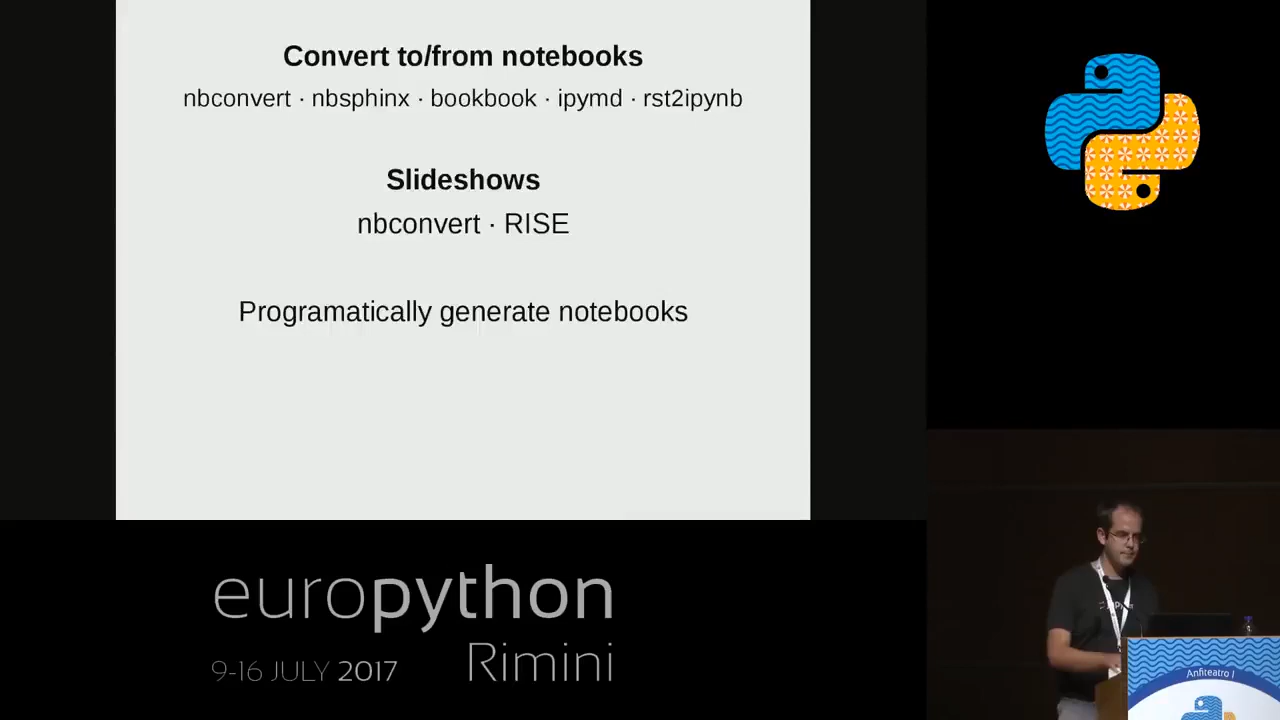 Convert to/from notebooks
nbconvert · nbsphinx · bookbook · ipymd · rst2ipynb
Slideshows
nbconvert · RISE
Programatically generate notebooks
europython
9-16 JULY 2017 Rimini
Anfiteatro I